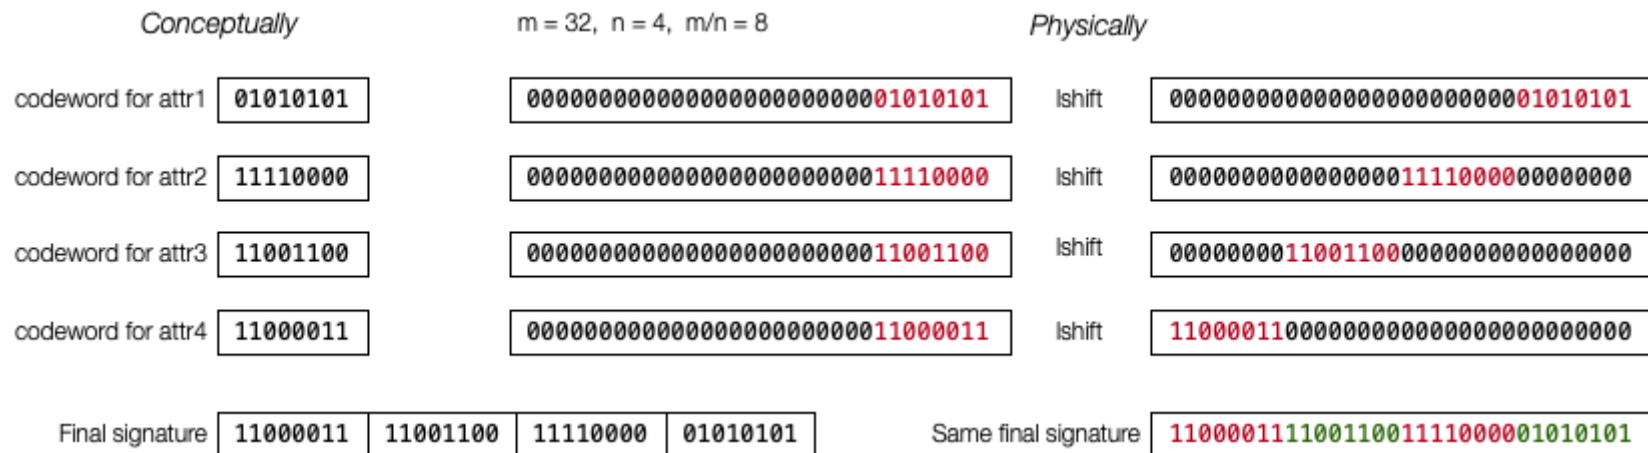 Conceptually m = 32, n = 4, m/n = 8 Physically
codeword for attr1 01010101 00000000000000000000000001010101 lshift 00000000000000000000000001010101
codeword for attr2 11110000 00000000000000000000000011110000 lshift 00000000000000001111000000000000
codeword for attr3 11001100 00000000000000000000000011001100 lshift 00000000110011000000000000000000
codeword for attr4 11000011 00000000000000000000000011000011 lshift 11000011000000000000000000000000
Final signature 11000011 11001100 11110000 01010101 Same final signature 11000011110011001111000001010101